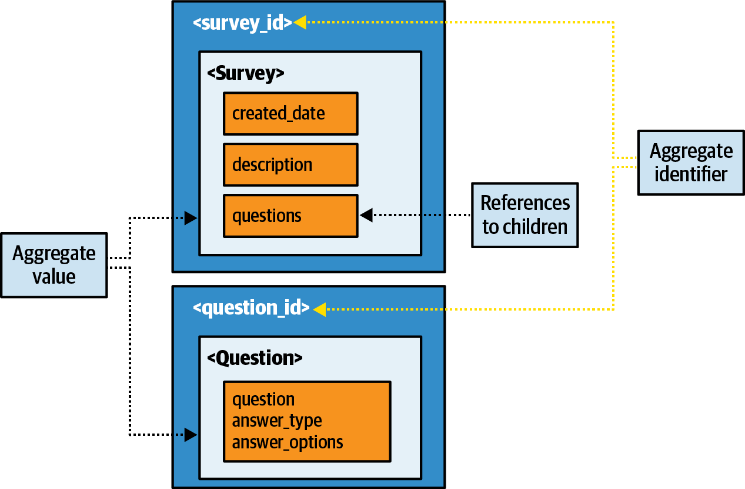 <survey_id>
<Survey>
created_date
description
questions
Aggregate
identifier
References
to children
Aggregate
value
<question_id>
<Question>
question
answer_type
answer_options